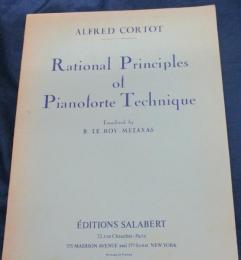 ALFRED CORTOT
Rational Principles
of
Pianoforte Technique
Translated by
R. LE ROY-METAXAS
ÉDITIONS SALABERT
22, rue Chauchat - Paris
575 MADISON AVENUE and 57th Street NEW YORK